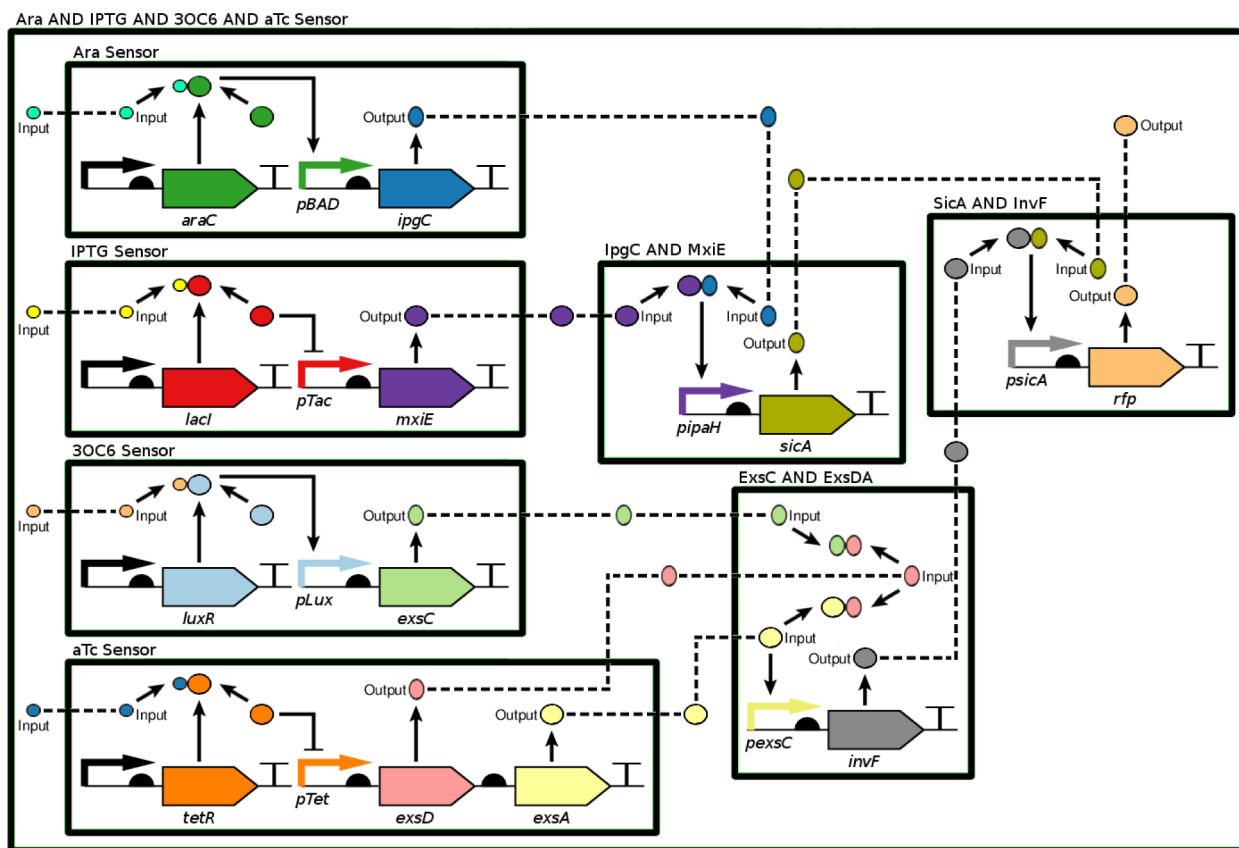 Ara AND IPTG AND 3OC6 AND aTc Sensor
Ara Sensor
Input
Input
Output
araC
pBAD
ipgC
IPTG Sensor
Input
Input
Output
lacI
pTac
mxiE
3OC6 Sensor
Input
Input
Output
luxR
pLux
exsC
aTc Sensor
Input
Input
Output
Output
tetR
pTet
exsD
exsA
IpgC AND MxiE
Input
Input
Output
pipaH
sicA
ExsC AND ExsDA
Input
Input
Input
Output
pexsC
invF
Output
SicA AND InvF
Input
Input
Output
psicA
rfp